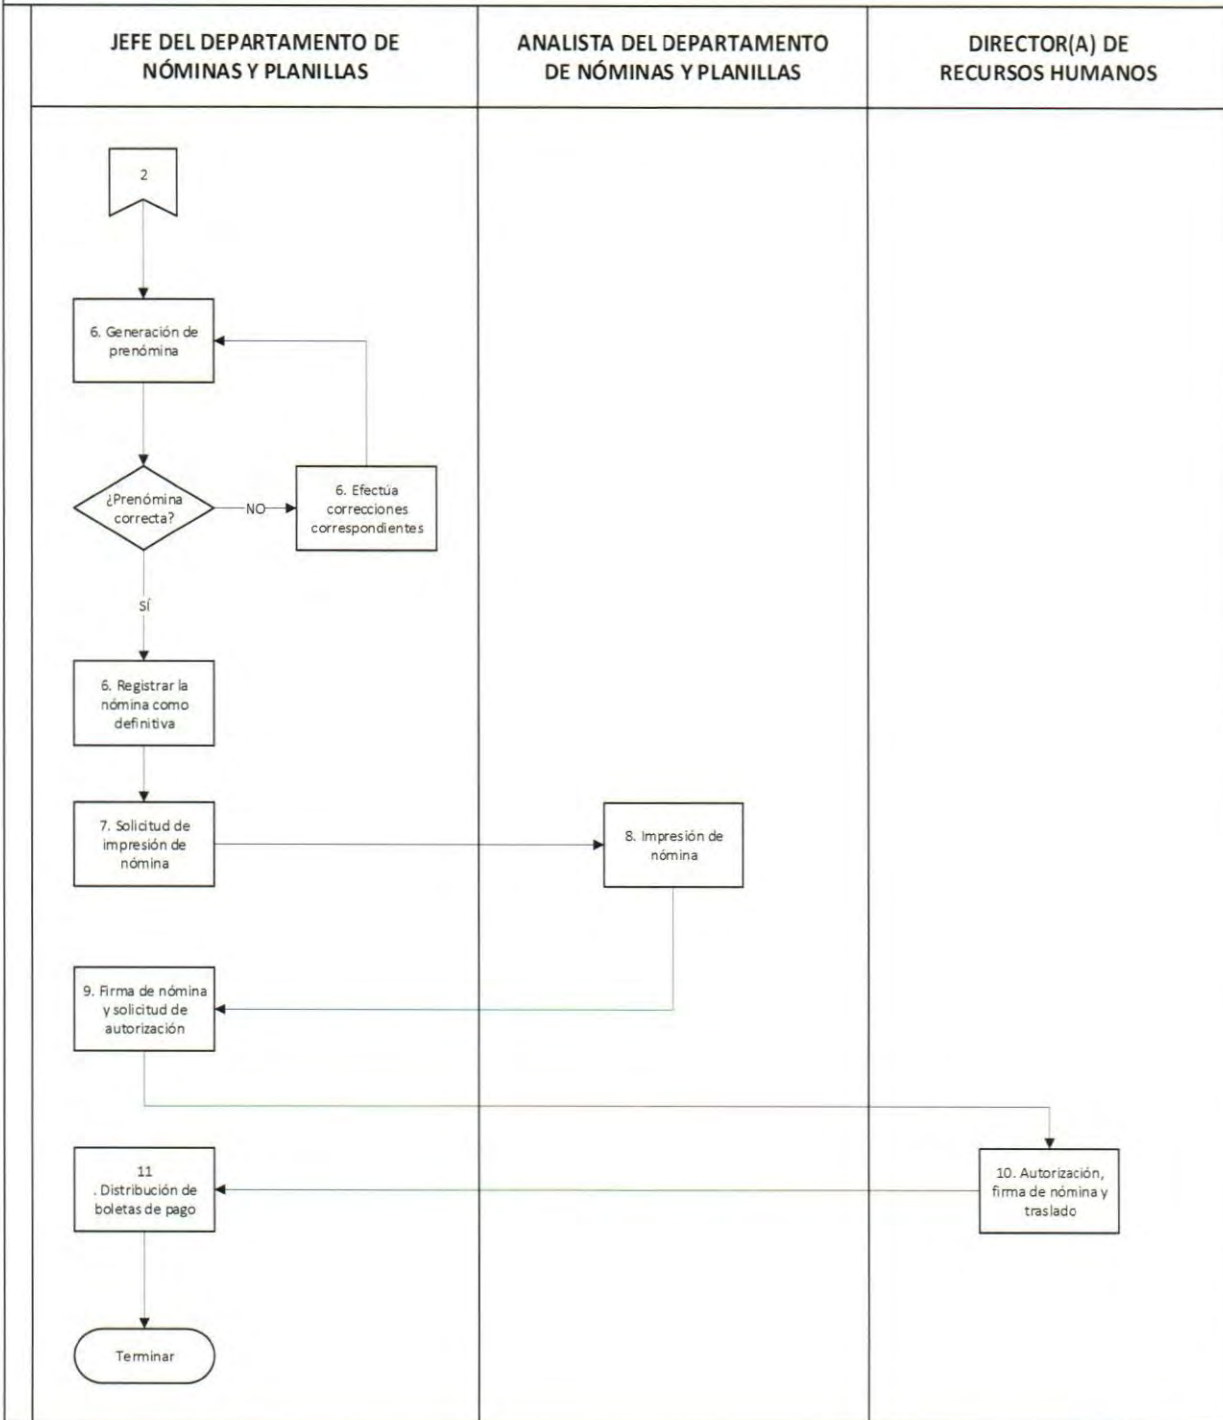 JEFE DEL DEPARTAMENTO DE
NÓMINAS Y PLANILLAS
ANALISTA DEL DEPARTAMENTO
DE NÓMINAS Y PLANILLAS
DIRECTOR(A) DE
RECURSOS HUMANOS
2
6. Generación de
prenómina
¿Prenómina
correcta?
NO
6. Efectúa
correcciones
correspondientes
SÍ
6. Registrar la
nómina como
definitiva
7. Solicitud de
impresión de
nómina
8. Impresión de
nómina
9. Firma de nómina
y solicitud de
autorización
10. Autorización,
firma de nómina y
traslado
11
. Distribución de
boletas de pago
Terminar